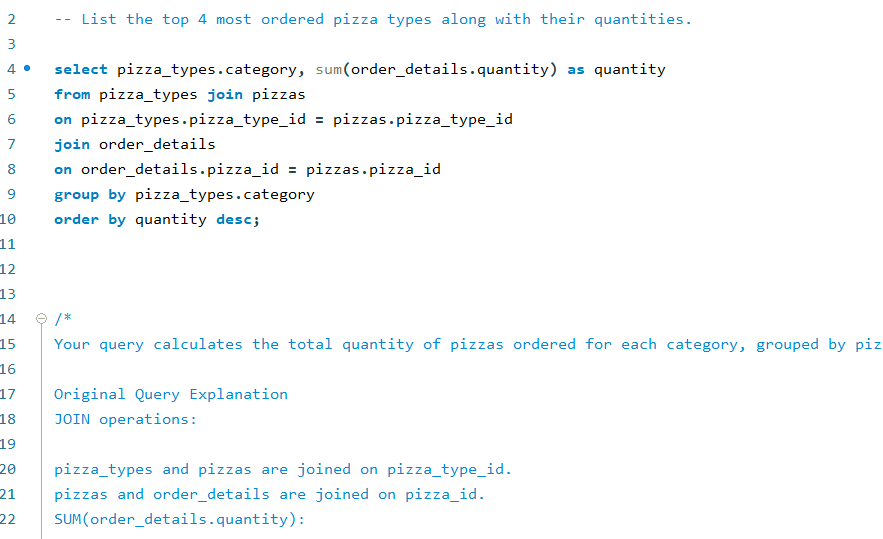 2 -- List the top 4 most ordered pizza types along with their quantities.
3
4 select pizza_types.category, sum(order_details.quantity) as quantity
5 from pizza_types join pizzas
6 on pizza_types.pizza_type_id = pizzas.pizza_type_id
7 join order_details
8 on order_details.pizza_id = pizzas.pizza_id
9 group by pizza_types.category
10 order by quantity desc;
11
12
13
14 /*
15 Your query calculates the total quantity of pizzas ordered for each category, grouped by piz
16
17 Original Query Explanation
18 JOIN operations:
19
20 pizza_types and pizzas are joined on pizza_type_id.
21 pizzas and order_details are joined on pizza_id.
22 SUM(order_details.quantity):